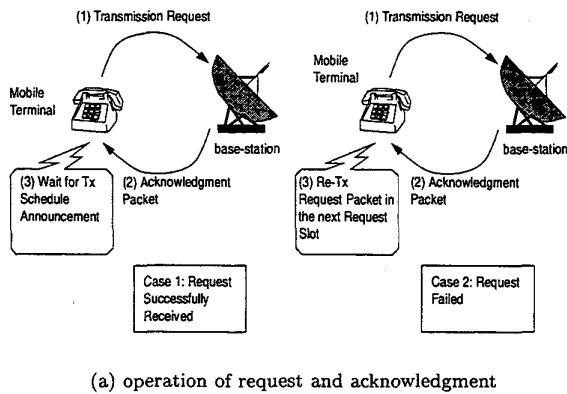 (1) Transmission Request
Mobile
Terminal
base-station
(3) Wait for Tx
Schedule
Announcement
(2) Acknowledgment
Packet
Case 1: Request
Successfully
Received
(1) Transmission Request
Mobile
Terminal
base-station
(3) Re-Tx
Request Packet in
the next Request
Slot
(2) Acknowledgment
Packet
Case 2: Request
Failed
(a) operation of request and acknowledgment